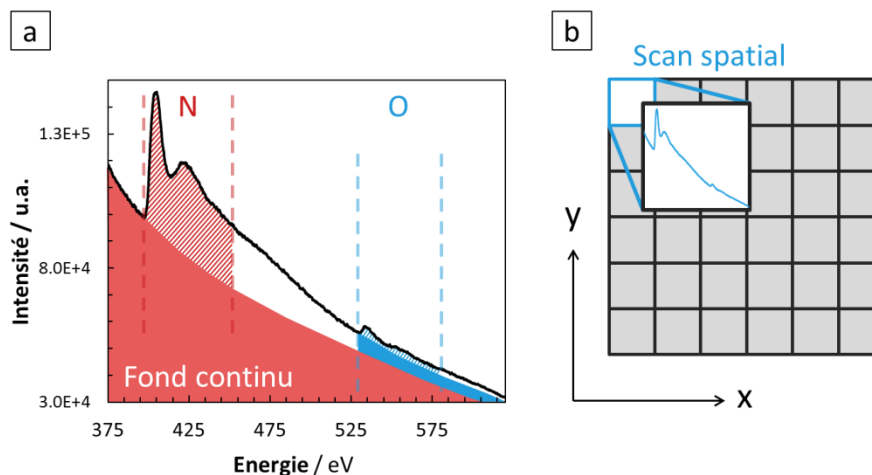 a
b
Scan spatial
N
O
1.3E+5
8.0E+4
3.0E+4
Intensité / u.a.
Fond continu
375
425
475
525
575
Energie / eV
y
x